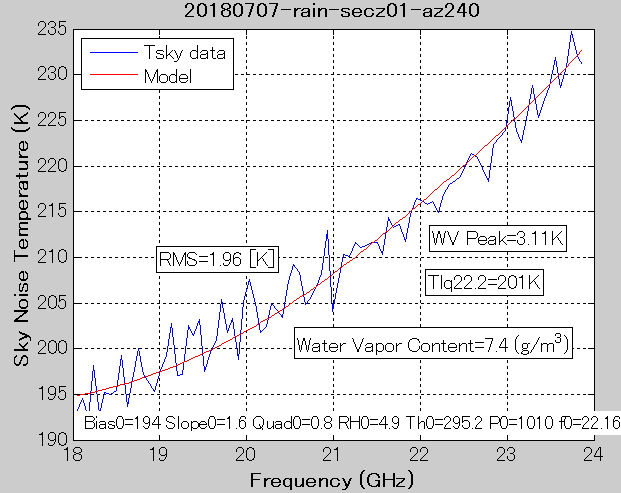 20180707-rain-secz01-az240
Tsky data
Model
Sky Noise Temperature (K)
235
230
225
220
215
210
205
200
195
190
WV Peak=3.11K
RMS=1.96 [K]
Tlq22.2=201K
Water Vapor Content=7.4 (g/m³)
Bias0=194 Slope0=1.6 Quad0=0.8 RH0=4.9 Th0=295.2 P0=1010 f0=22.16
18 19 20 21 22 23 24
Frequency (GHz)